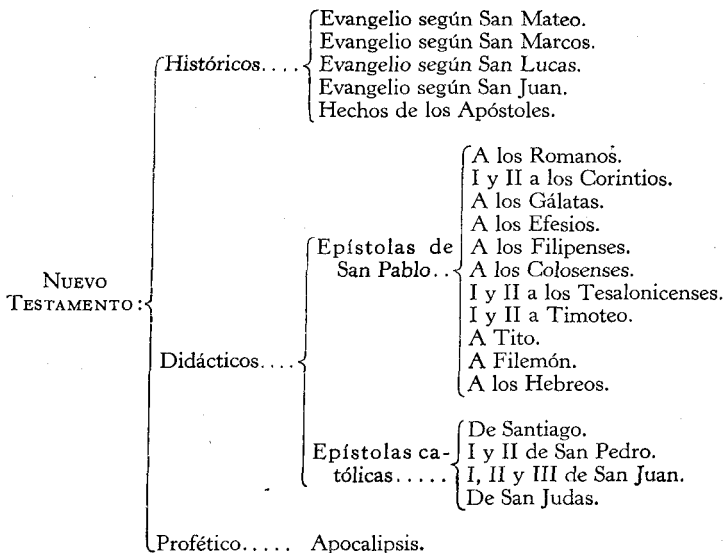 Evangelio según San Mateo.
Evangelio según San Marcos.
Históricos.... Evangelio según San Lucas.
Evangelio según San Juan.
Hechos de los Apóstoles.
A los Romanos.
I y II a los Corintios.
A los Gálatas.
A los Efesios.
Epístolas de A los Filipenses.
San Pablo.. A los Colosenses.
NUEVO I y II a los Tesalonicenses.
TESTAMENTO: I y II a Timoteo.
A Tito.
Didácticos.... A Filemón.
A los Hebreos.
De Santiago.
Epístolas ca- I y II de San Pedro.
tólicas..... I, II y III de San Juan.
De San Judas.
Profético..... Apocalipsis.